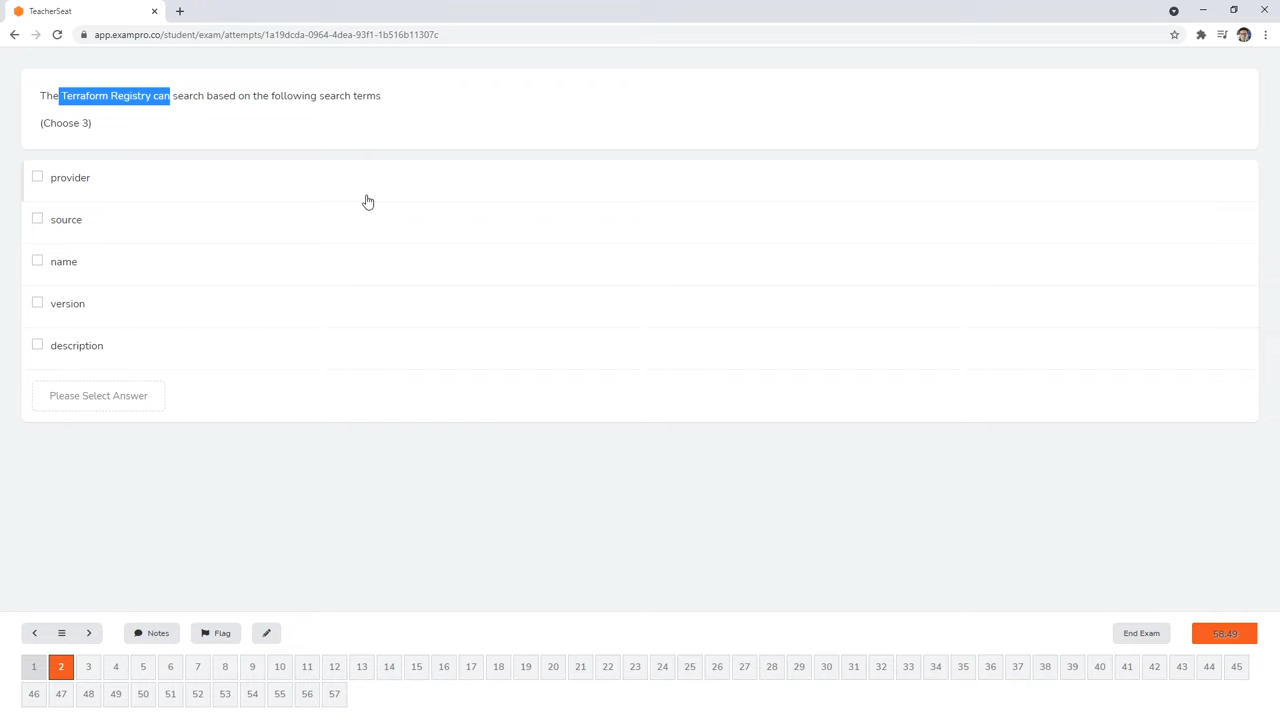 TeacherSeat
app.exampro.co/student/exam/attempts/1a19dcda-0964-4dea-93f1-1b516b11307c
The Terraform Registry can search based on the following search terms
(Choose 3)
provider
source
name
version
description
Please Select Answer
Notes
Flag
End Exam
58:49
1 2 3 4 5 6 7 8 9 10 11 12 13 14 15 16 17 18 19 20 21 22 23 24 25 26 27 28 29 30 31 32 33 34 35 36 37 38 39 40 41 42 43 44 45
46 47 48 49 50 51 52 53 54 55 56 57